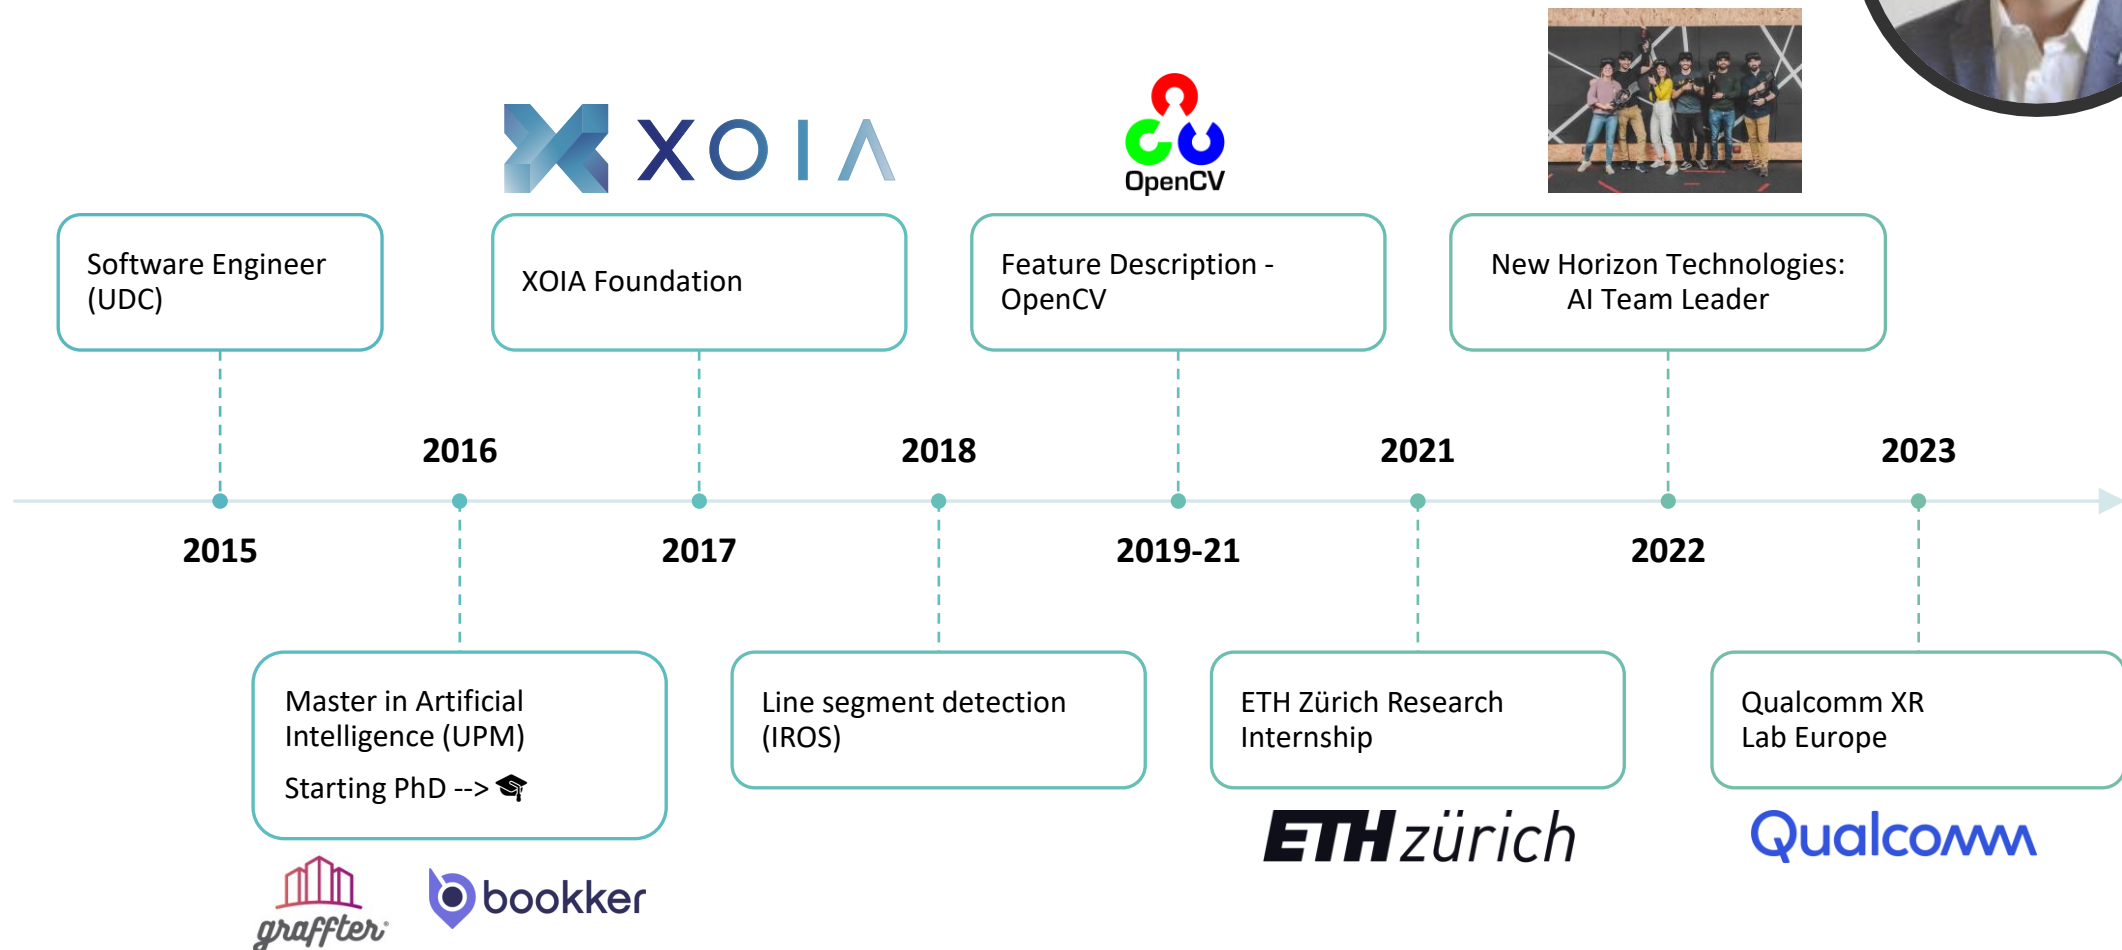 XOIA
OpenCV
Software Engineer
(UDC)
XOIA Foundation
Feature Description -
OpenCV
New Horizon Technologies:
AI Team Leader
2016
2018
2021
2023
2015
2017
2019-21
2022
Master in Artificial
Intelligence (UPM)
Starting PhD -->
Line segment detection
(IROS)
ETH Zürich Research
Internship
Qualcomm XR
Lab Europe
graffter
bookker
ETH zürich
Qualcomm